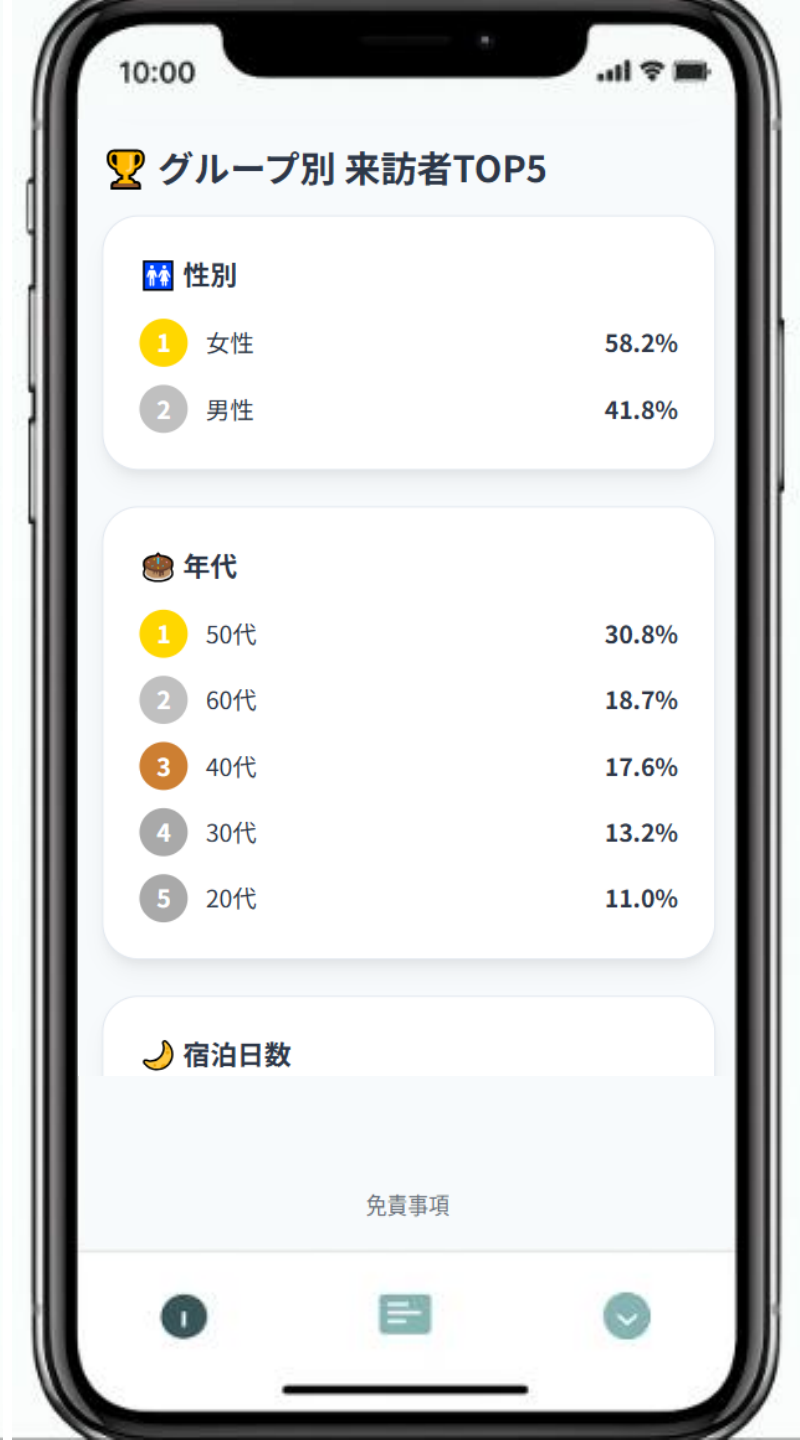 10:00
グループ別 来訪者TOP5
性別
1 女性 58.2%
2 男性 41.8%
年代
1 50代 30.8%
2 60代 18.7%
3 40代 17.6%
4 30代 13.2%
5 20代 11.0%
宿泊日数
免責事項